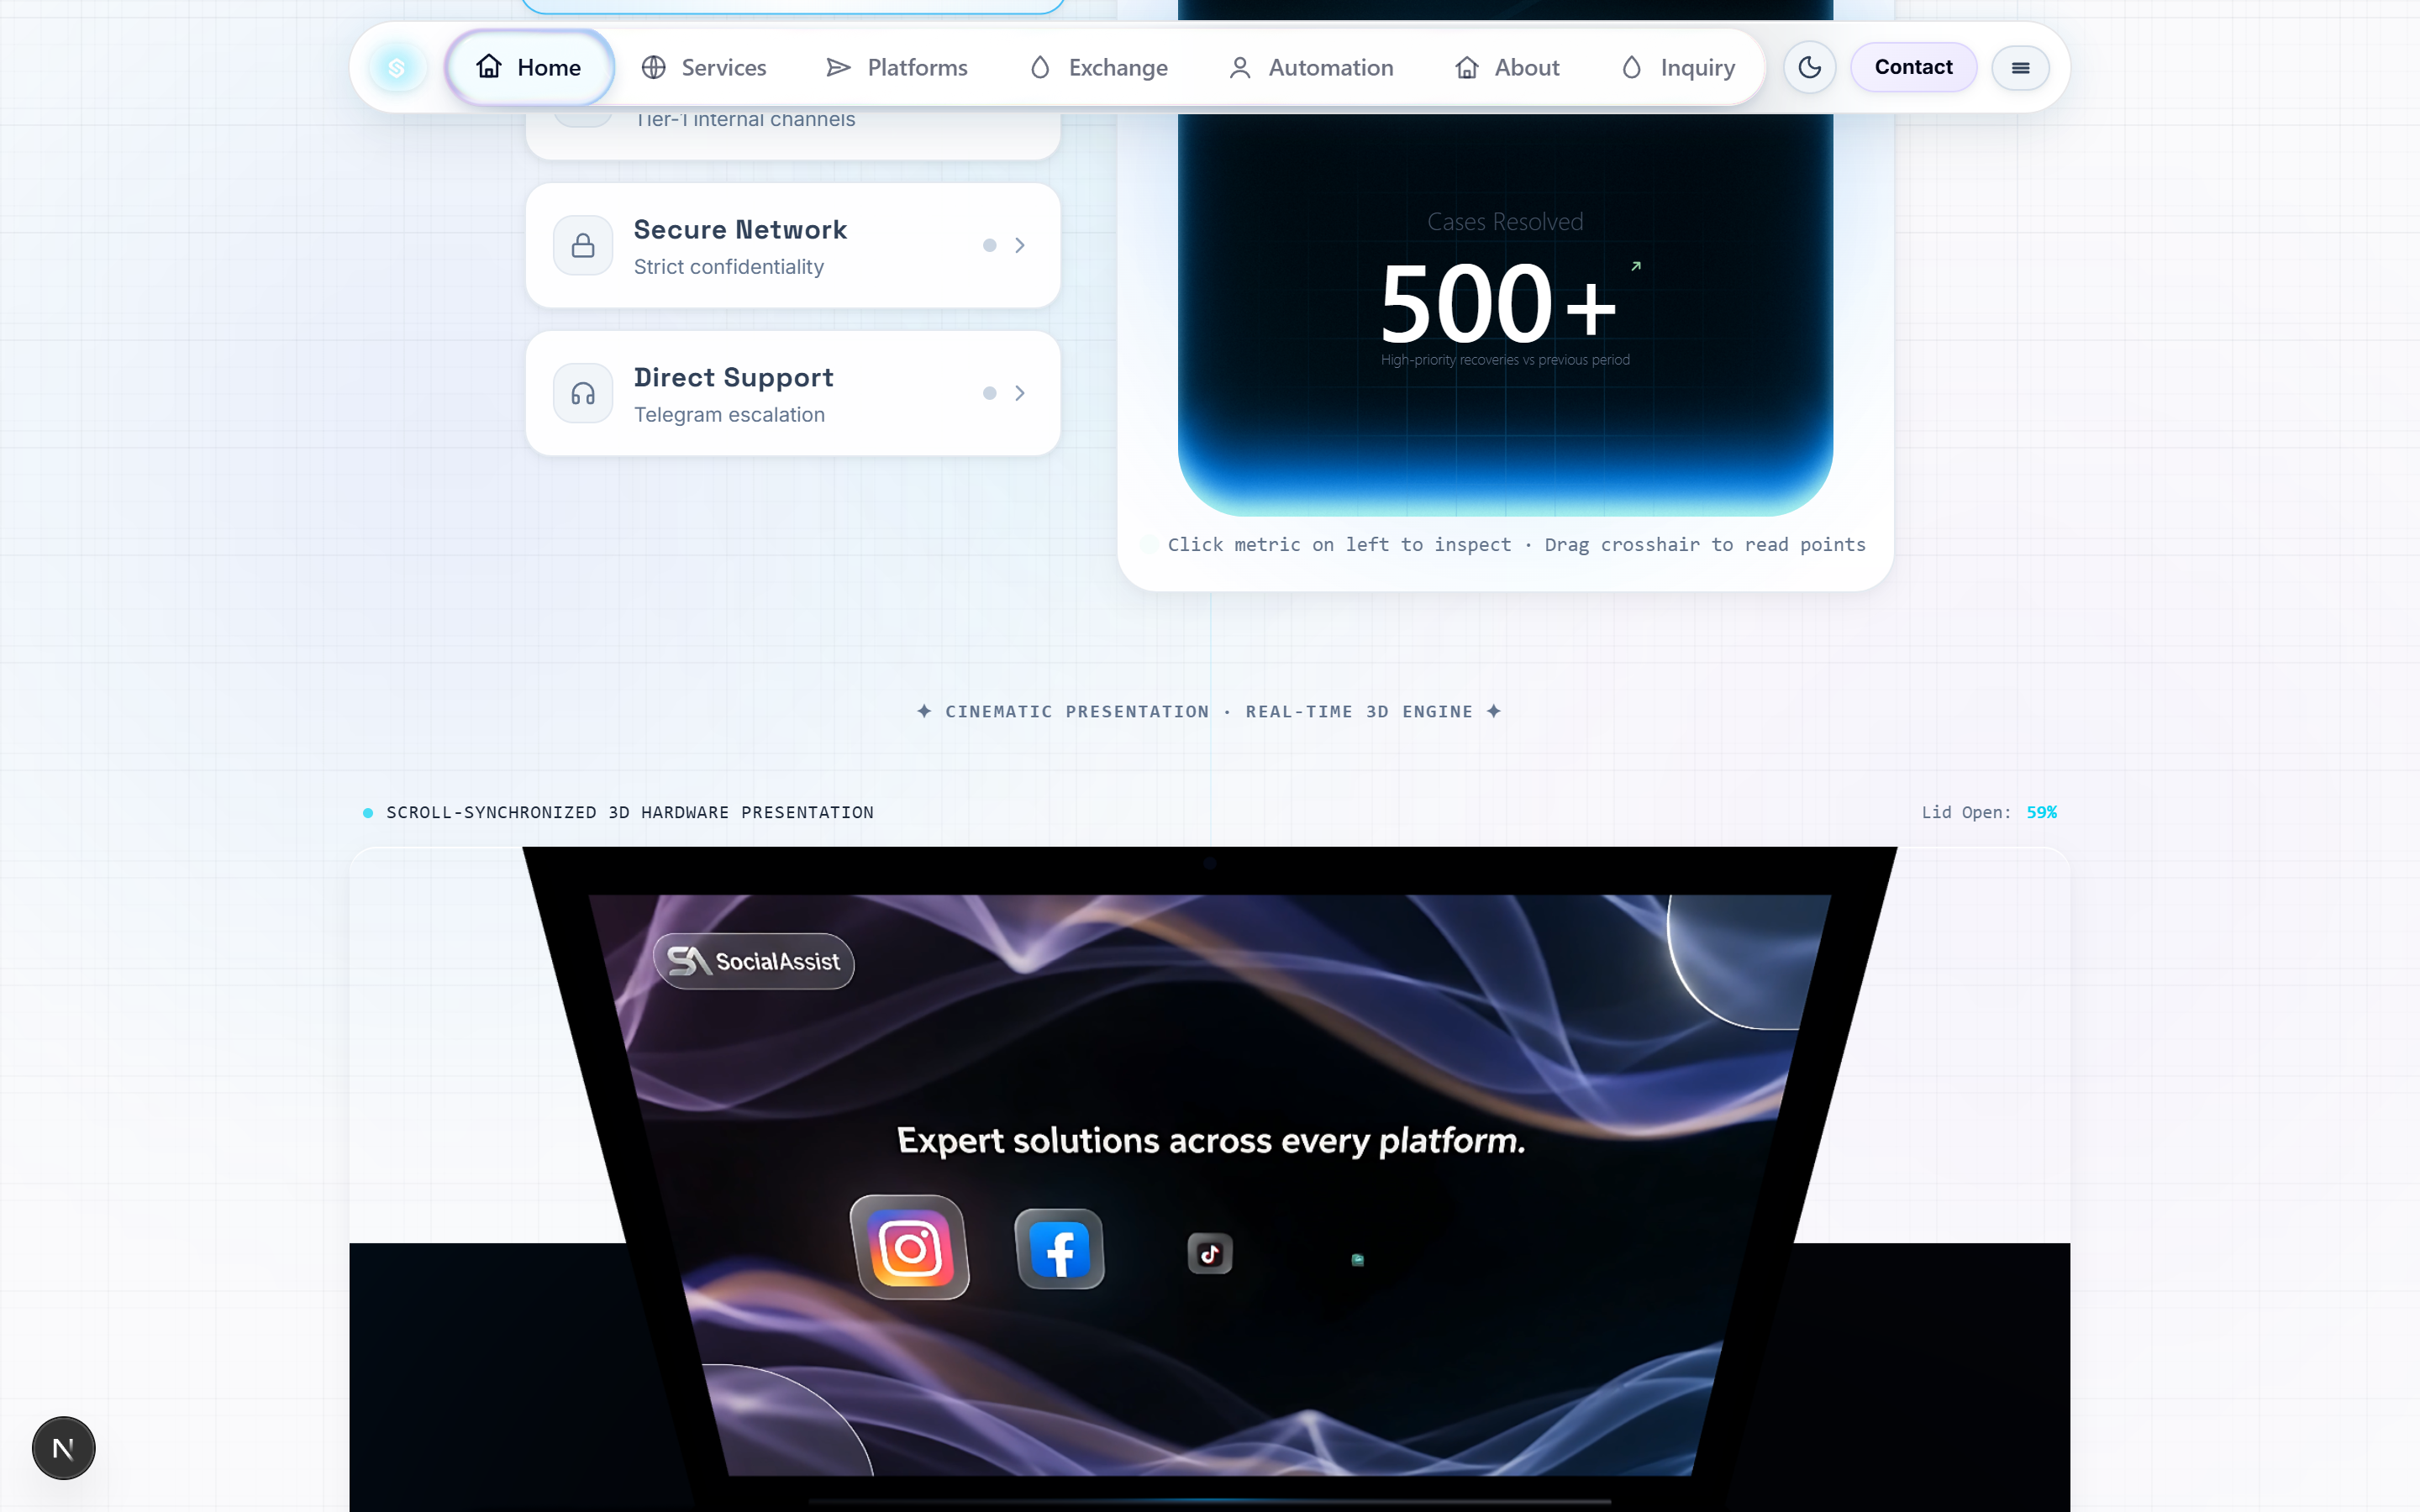 Home
Services
Platforms
Exchange
Automation
About
Inquiry
Contact
Tier-1 internal channels
Secure Network
Strict confidentiality
Direct Support
Telegram escalation
Cases Resolved
500+
High-priority recoveries vs previous period
Click metric on left to inspect · Drag crosshair to read points
✦ CINEMATIC PRESENTATION · REAL-TIME 3D ENGINE ✦
SCROLL-SYNCHRONIZED 3D HARDWARE PRESENTATION
Lid Open: 59%
SA SocialAssist
Expert solutions across every platform.
N